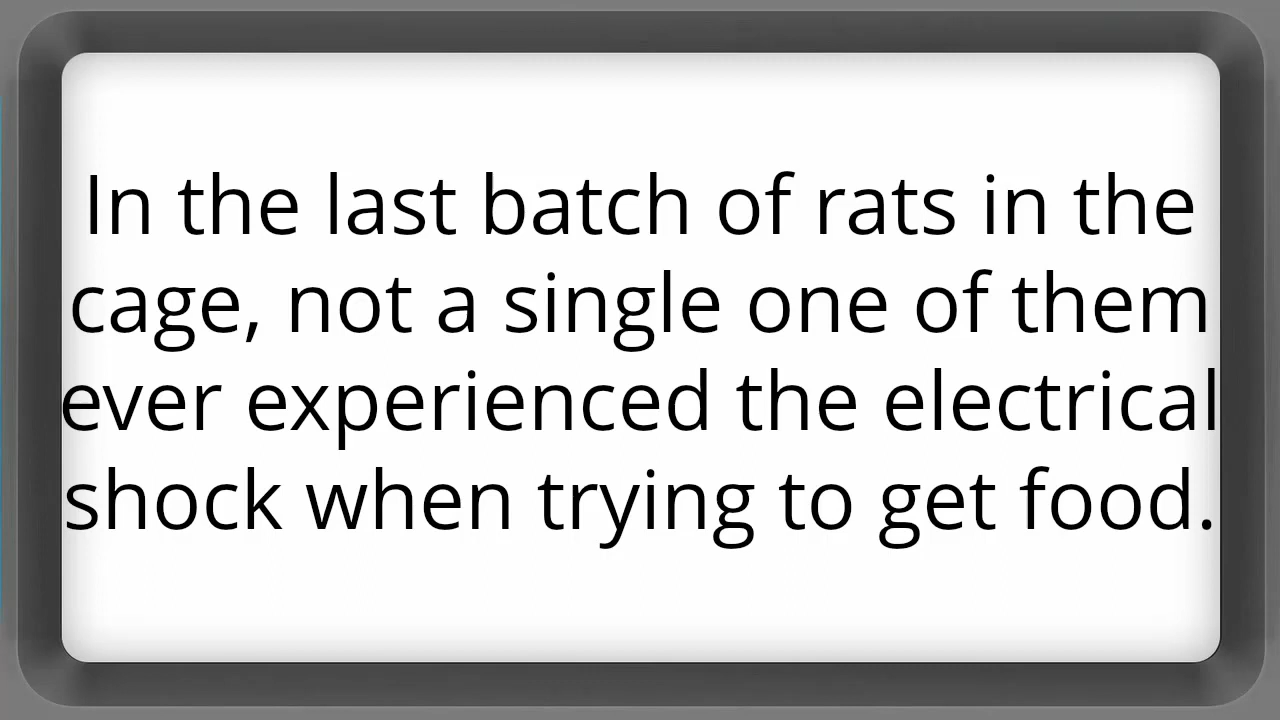 In the last batch of rats in the
cage, not a single one of them
ever experienced the electrical
shock when trying to get food.